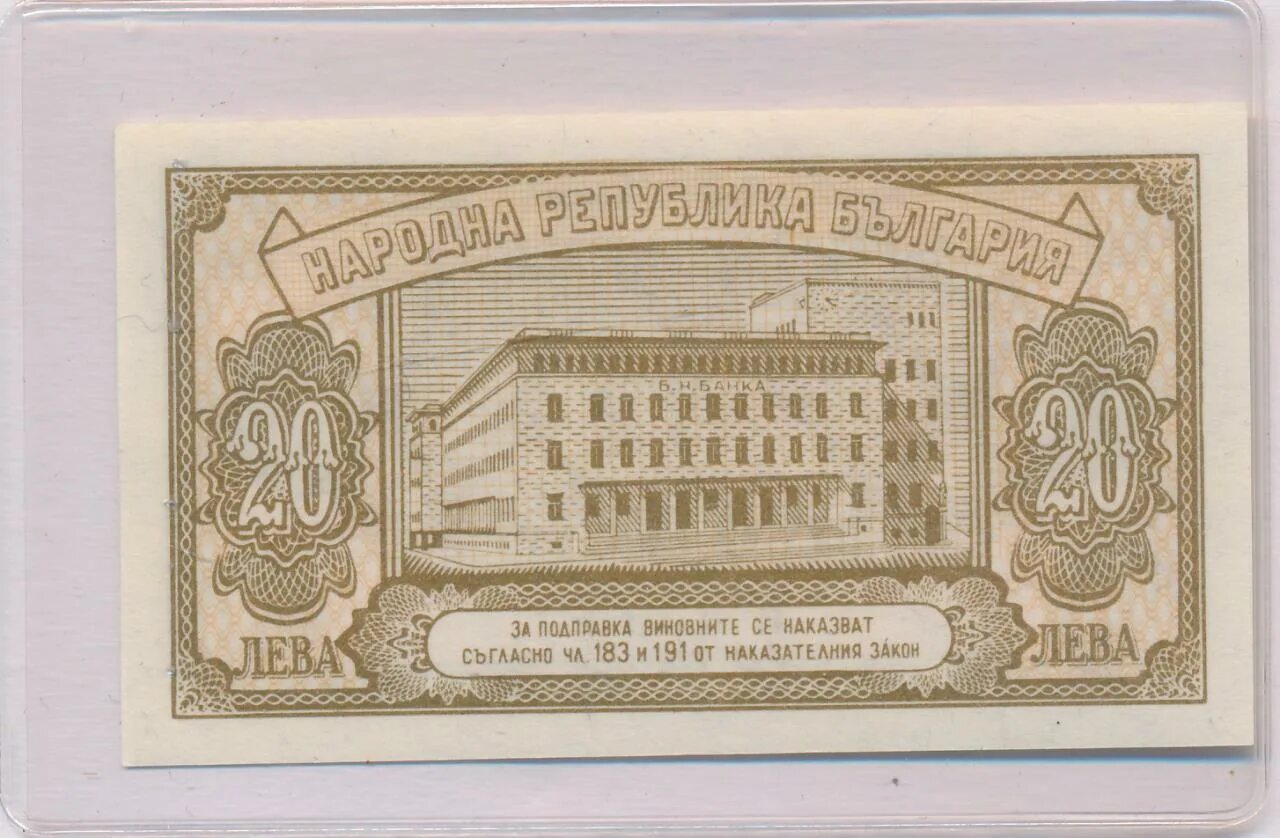 НАРОДНА РЕПУБЛИКА БЪЛГАРИЯ
Б.Н.БАНКА
20
20
ЛЕВА
ЗА ПОДПРАВКА ВИНОВНИТЕ СЕ НАКАЗВАТ
СЪГЛАСНО ЧЛ. 183 И 191 ОТ НАКАЗАТЕЛНИЯ ЗАКОН
ЛЕВА